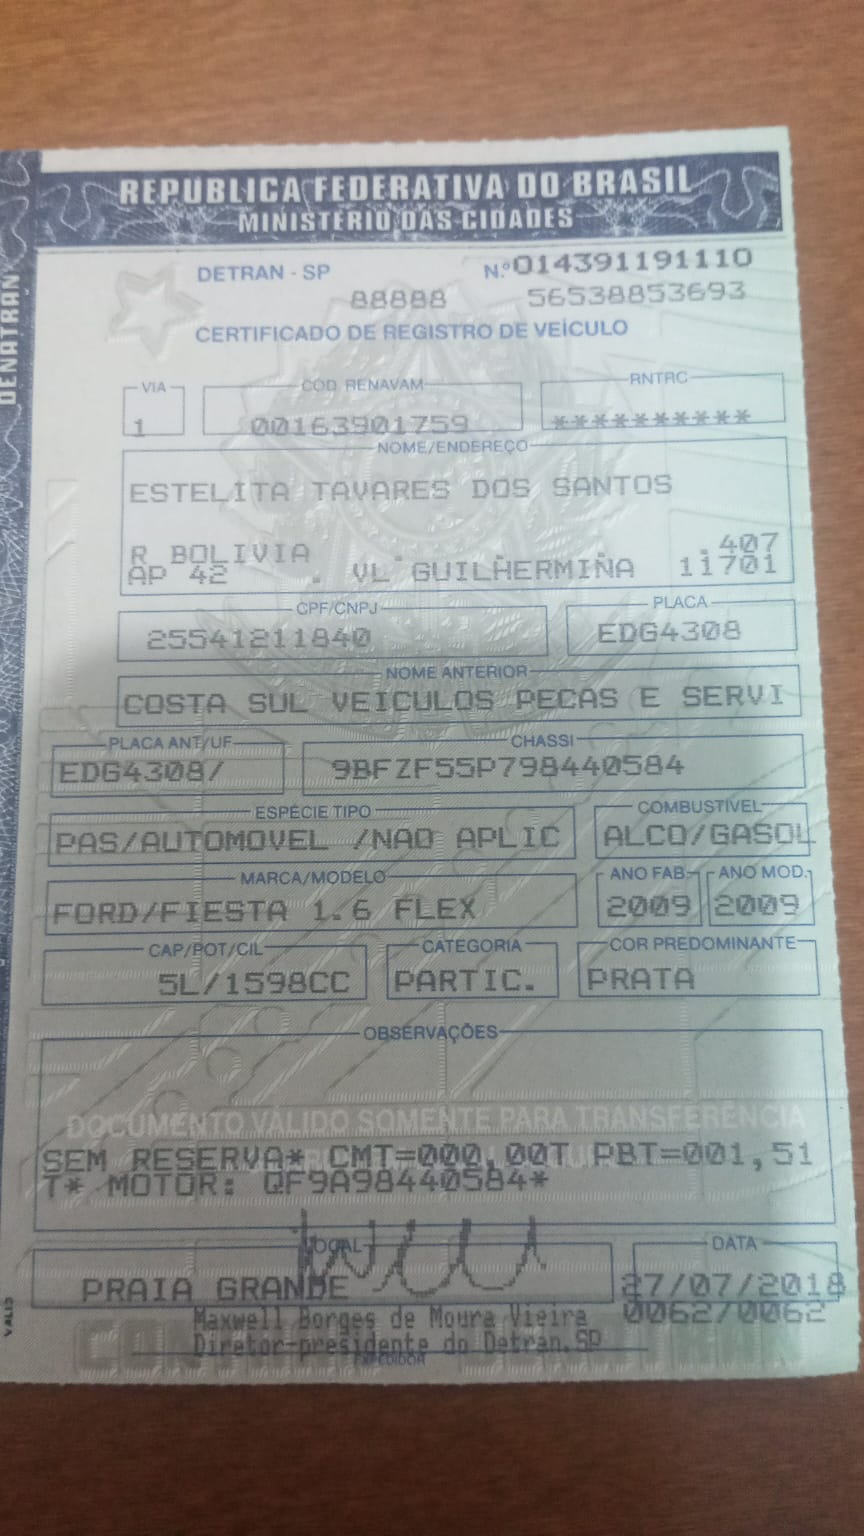 REPUBLICA FEDERATIVA DO BRASIL
MINISTÉRIO DAS CIDADES
DENATRAN
DETRAN - SP
N.º 014391191110
88888 56538853693
CERTIFICADO DE REGISTRO DE VEÍCULO
VIA COD. RENAVAM RNTRC
1 00163901759 **********
NOME/ENDEREÇO
ESTELITA TAVARES DOS SANTOS
R BOLIVIA 407
AP 42 . VL GUILHERMINA 11701
CPF/CNPJ PLACA
25541211840 EDG4308
NOME ANTERIOR
COSTA SUL VEICULOS PECAS E SERVI
PLACA ANT/UF CHASSI
EDG4308/ 9BFZF55P798440584
ESPÉCIE TIPO COMBUSTÍVEL
PAS/AUTOMOVEL /NAO APLIC ALCO/GASOL
MARCA/MODELO ANO FAB. ANO MOD.
FORD/FIESTA 1.6 FLEX 2009 2009
CAP/POT/CIL CATEGORIA COR PREDOMINANTE
5L/1598CC PARTIC. PRATA
OBSERVAÇÕES
DOCUMENTO VÁLIDO SOMENTE PARA TRANSFERÊNCIA
SEM RESERVA* CMT=000,00T PBT=001,51
T* MOTOR: QF9A98440584*
LOCAL DATA
PRAIA GRANDE 27/07/2018
Maxwell Borges de Moura Vieira 0062/0062
Diretor-presidente do Detran.SP
EXPEDIDOR